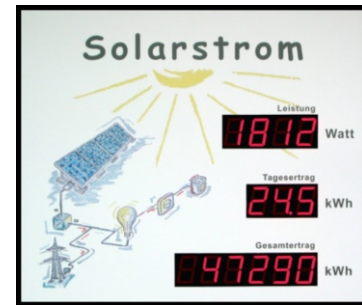 Solarstrom
Leistung
1812 Watt
Tagesertrag
24.5 kWh
Gesamtertrag
47290 kWh